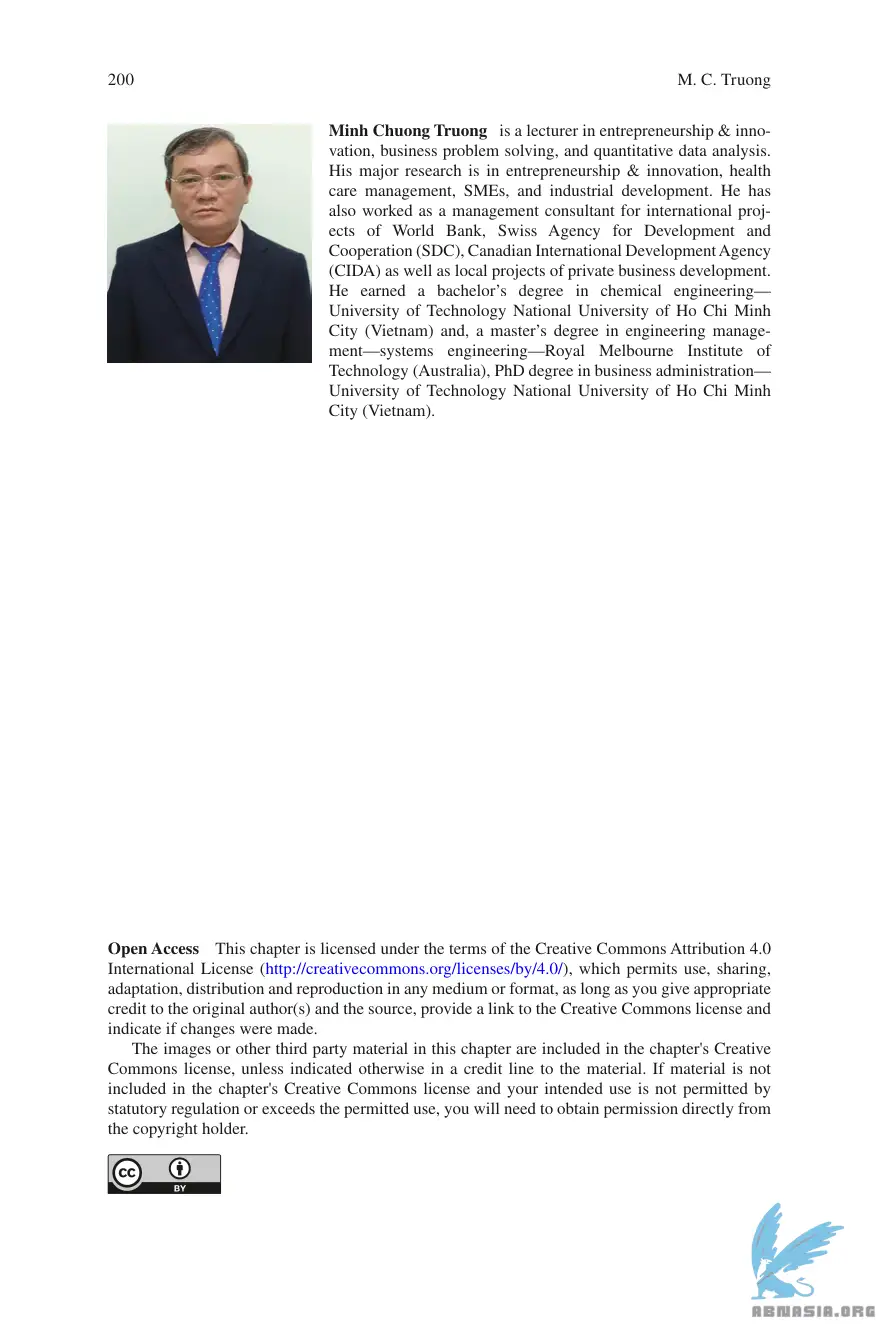 200
M. C. Truong
Minh Chuong Truong is a lecturer in entrepreneurship & inno-
vation, business problem solving, and quantitative data analysis.
His major research is in entrepreneurship & innovation, health
care management, SMEs, and industrial development. He has
also worked as a management consultant for international proj-
ects of World Bank, Swiss Agency for Development and
Cooperation (SDC), Canadian International Development Agency
(CIDA) as well as local projects of private business development.
He earned a bachelor’s degree in chemical engineering—
University of Technology National University of Ho Chi Minh
City (Vietnam) and, a master’s degree in engineering manage-
ment—systems engineering—Royal Melbourne Institute of
Technology (Australia), PhD degree in business administration—
University of Technology National University of Ho Chi Minh
City (Vietnam).
Open Access This chapter is licensed under the terms of the Creative Commons Attribution 4.0
International License (http://creativecommons.org/licenses/by/4.0/), which permits use, sharing,
adaptation, distribution and reproduction in any medium or format, as long as you give appropriate
credit to the original author(s) and the source, provide a link to the Creative Commons license and
indicate if changes were made.
The images or other third party material in this chapter are included in the chapter's Creative
Commons license, unless indicated otherwise in a credit line to the material. If material is not
included in the chapter's Creative Commons license and your intended use is not permitted by
statutory regulation or exceeds the permitted use, you will need to obtain permission directly from
the copyright holder.
cc
BY
ABNASIA.ORG